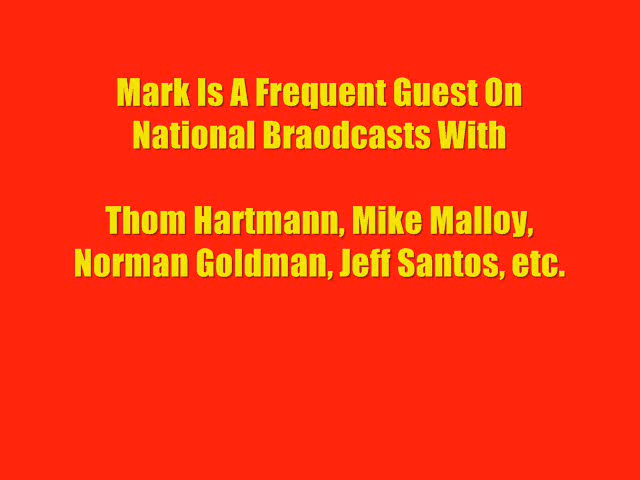 Mark Is A Frequent Guest On
National Braodcasts With
Thom Hartmann, Mike Malloy,
Norman Goldman, Jeff Santos, etc.